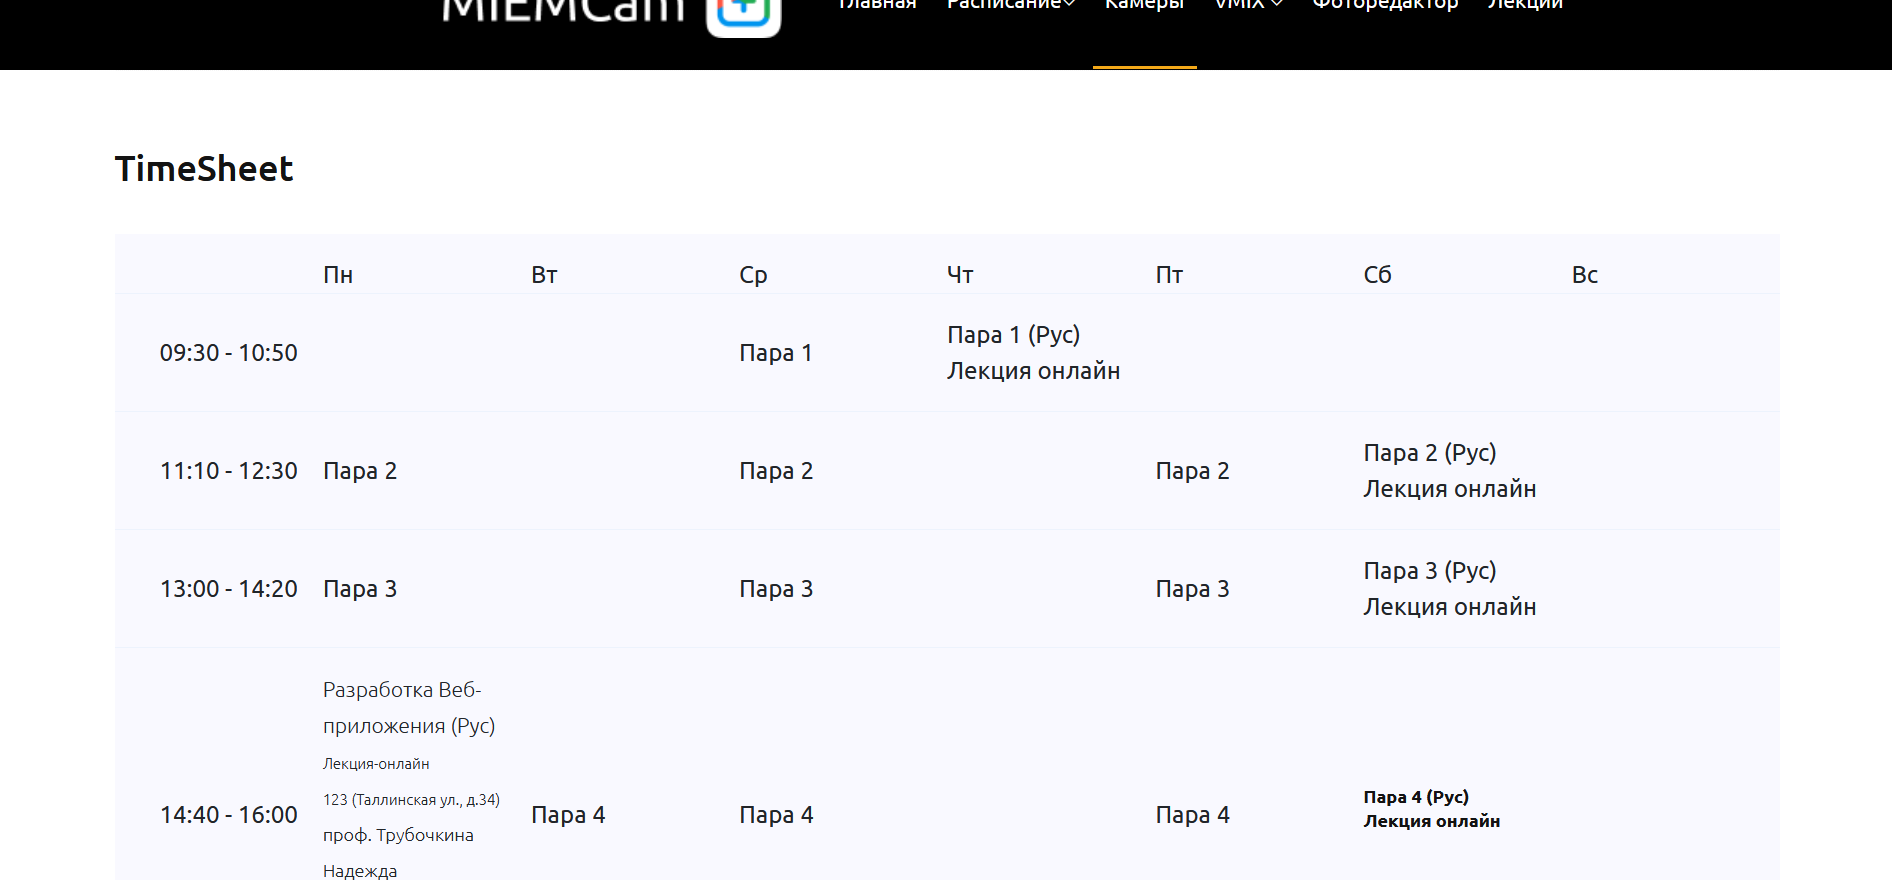 MIEMCam
Главная Расписание Камеры VMIX Фоторедактор Лекции
TimeSheet
Пн Вт Ср Чт Пт Сб Вс
09:30 - 10:50 Пара 1 Пара 1 (Рус)
Лекция онлайн
11:10 - 12:30 Пара 2 Пара 2 Пара 2 Пара 2 (Рус)
Лекция онлайн
13:00 - 14:20 Пара 3 Пара 3 Пара 3 Пара 3 (Рус)
Лекция онлайн
14:40 - 16:00
Разработка Веб-
приложения (Рус)
Лекция-онлайн
123 (Таллинская ул., д.34)
проф. Трубочкина
Надежда
Пара 4 Пара 4 Пара 4 Пара 4 (Рус)
Лекция онлайн